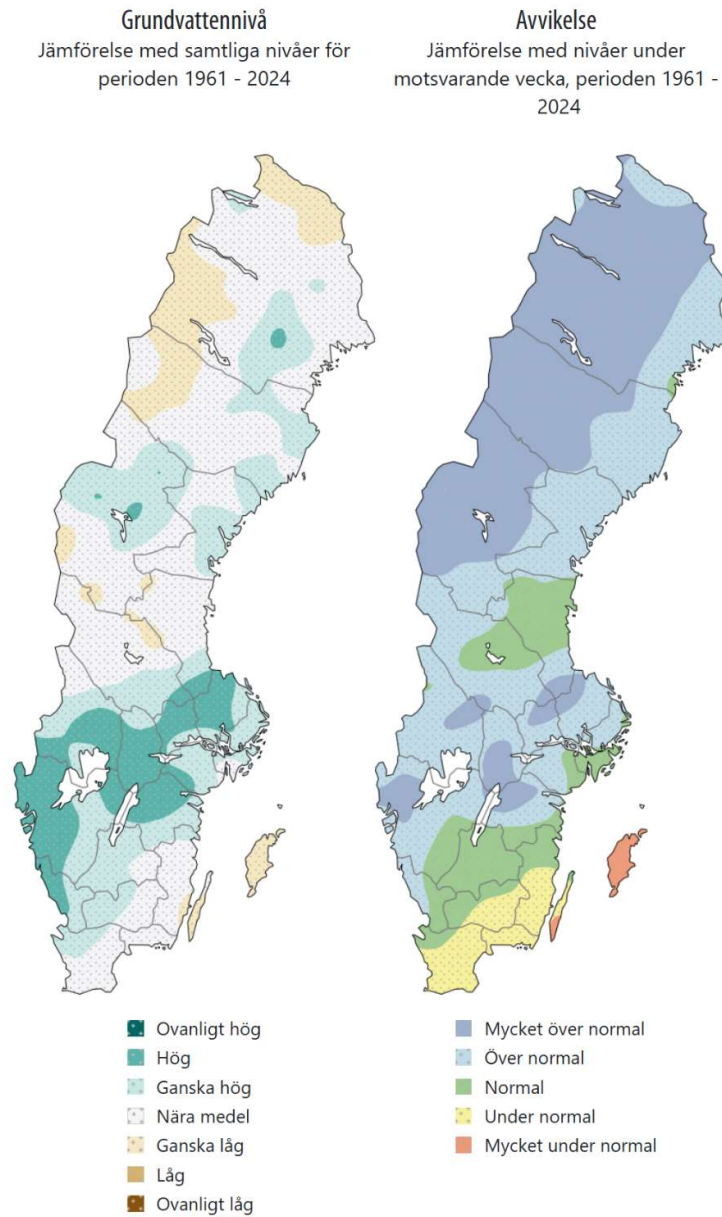 Grundvattennivå
Jämförelse med samtliga nivåer för
perioden 1961 - 2024
Avvikelse
Jämförelse med nivåer under
motsvarande vecka, perioden 1961 -
2024
Ovanligt hög
Hög
Ganska hög
Nära medel
Ganska låg
Låg
Ovanligt låg
Mycket över normal
Över normal
Normal
Under normal
Mycket under normal